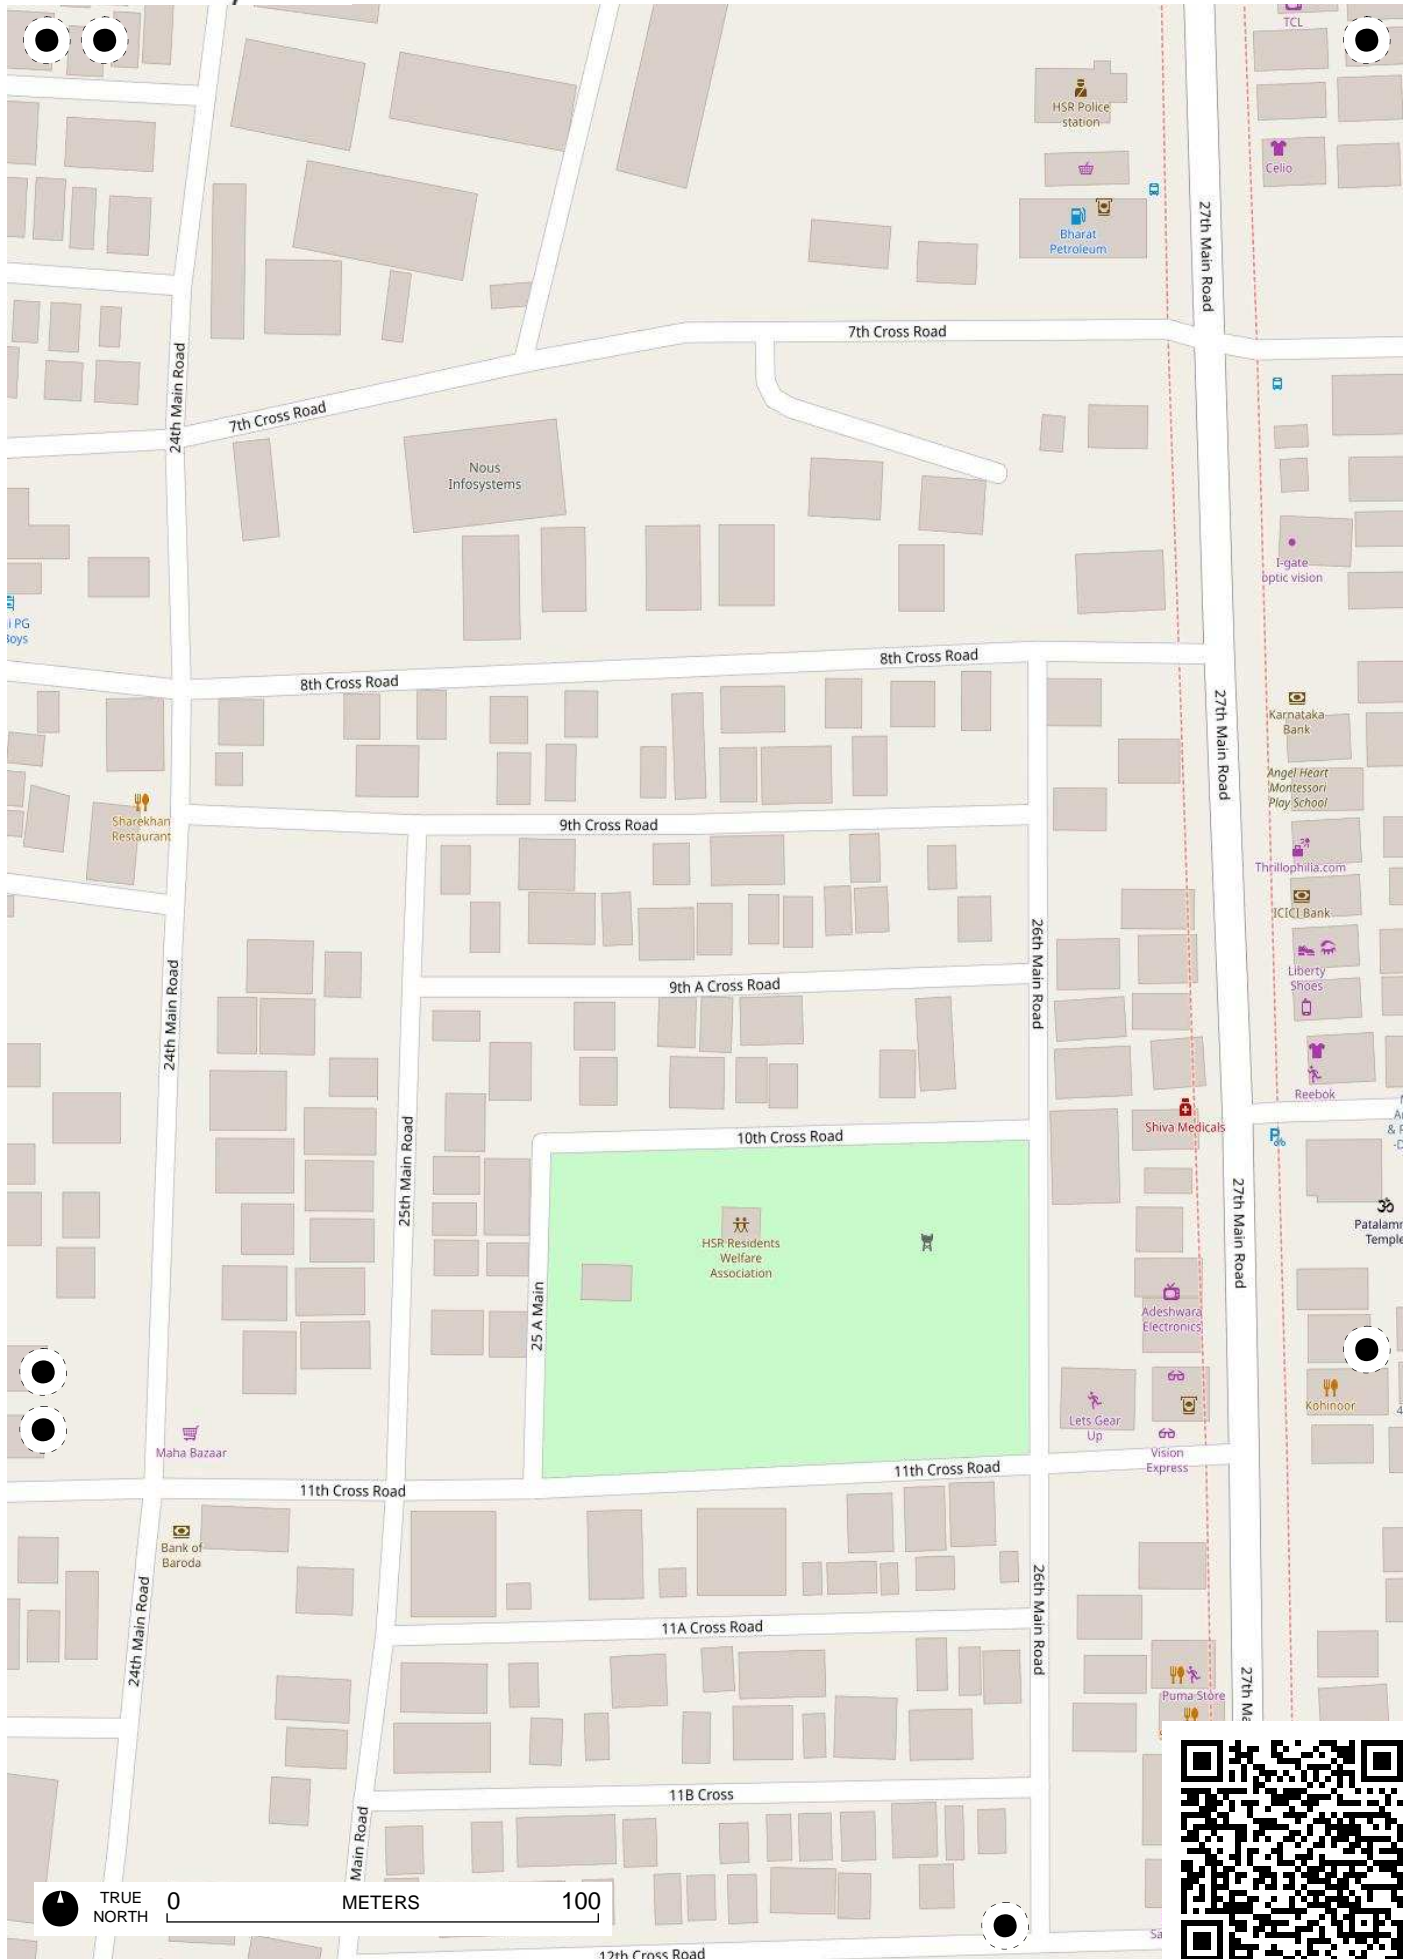 TCL
HSR Police
station
Celio
Bharat
Petroleum
27th Main Road
7th Cross Road
24th Main Road
7th Cross Road
Nous
Infosystems
I-gate
optic vision
i PG
8th Cross Road
8th Cross Road
27th Main Road
Karnataka
Bank
Angel Heart
Montessori
Play School
Sharekhan
Restaurant
9th Cross Road
Thrillophilia.com
ICICI Bank
26th Main Road
24th Main Road
9th A Cross Road
Liberty
Shoes
Reebok
Shiva Medicals
25th Main Road
10th Cross Road
27th Main Road
HSR Residents
Welfare
Association
Temple
25 A Main
Adeshwara
Electronics
Kohinoor
Lets Gear
Up
Maha Bazaar
Vision
Express
11th Cross Road
11th Cross Road
Bank of
Baroda
24th Main Road
26th Main Road
11A Cross Road
27th Ma
Puma Store
11B Cross
Main Road
TRUE
NORTH
0 METERS 100
12th Cross Road